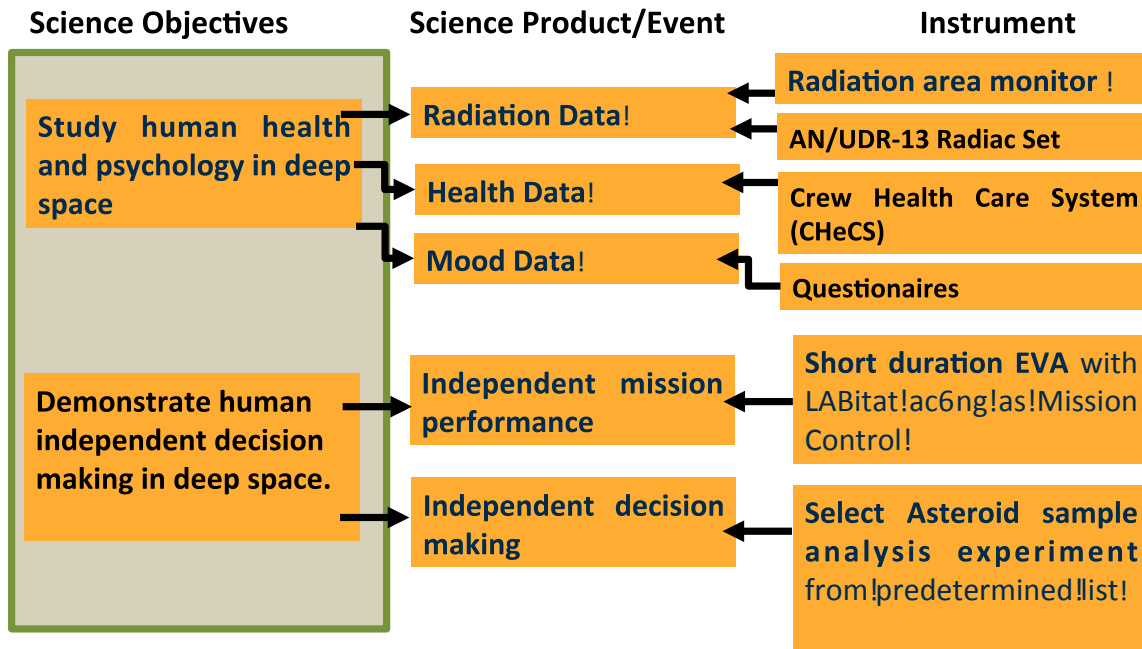 Science Objectives
Science Product/Event
Instrument
Study human health
and psychology in deep
space
Radiation Data!
Health Data!
Mood Data!
Radiation area monitor !
AN/UDR-13 Radiac Set
Crew Health Care System
(CHeCS)
Questionaires
Demonstrate human
independent decision
making in deep space.
Independent mission
performance
Independent decision
making
Short duration EVA with
LABitat!ac6ng!as!Mission
Control!
Select Asteroid sample
analysis experiment
from!predetermined!list!